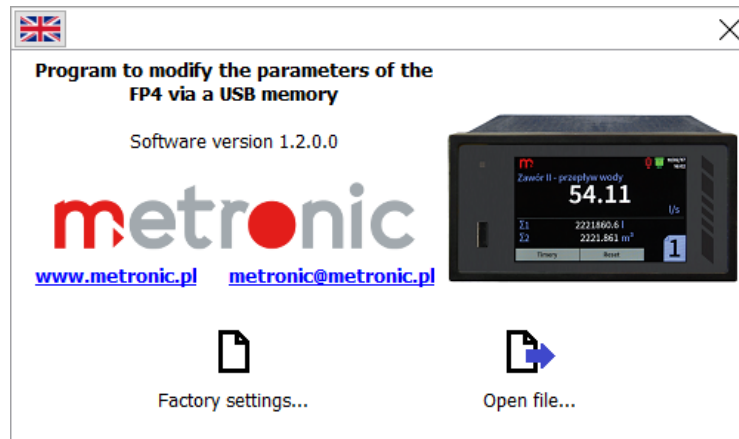 Program to modify the parameters of the
FP4 via a USB memory
Software version 1.2.0.0
metronic
www.metronic.pl metronic@metronic.pl
Zawór II - przepływ wody
54.11
l/s
Σ1 2221860.6 l
Σ2 2221.861 m³
1
Timery Reset
Factory settings... Open file...